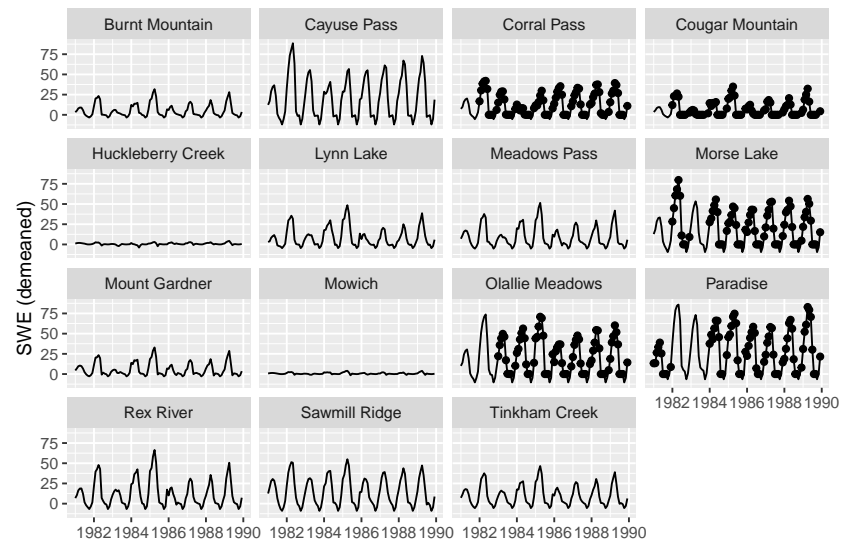 Burnt Mountain Cayuse Pass Corral Pass Cougar Mountain
75
50
25
0
Huckleberry Creek Lynn Lake Meadows Pass Morse Lake
75
50
25
0
Mount Gardner Mowich Olallie Meadows Paradise
75
50
25
0
1982 1984 1986 1988 1990
Rex River Sawmill Ridge Tinkham Creek
75
50
25
0
1982 1984 1986 1988 1990 1982 1984 1986 1988 1990 1982 1984 1986 1988 1990
SWE (demeaned)